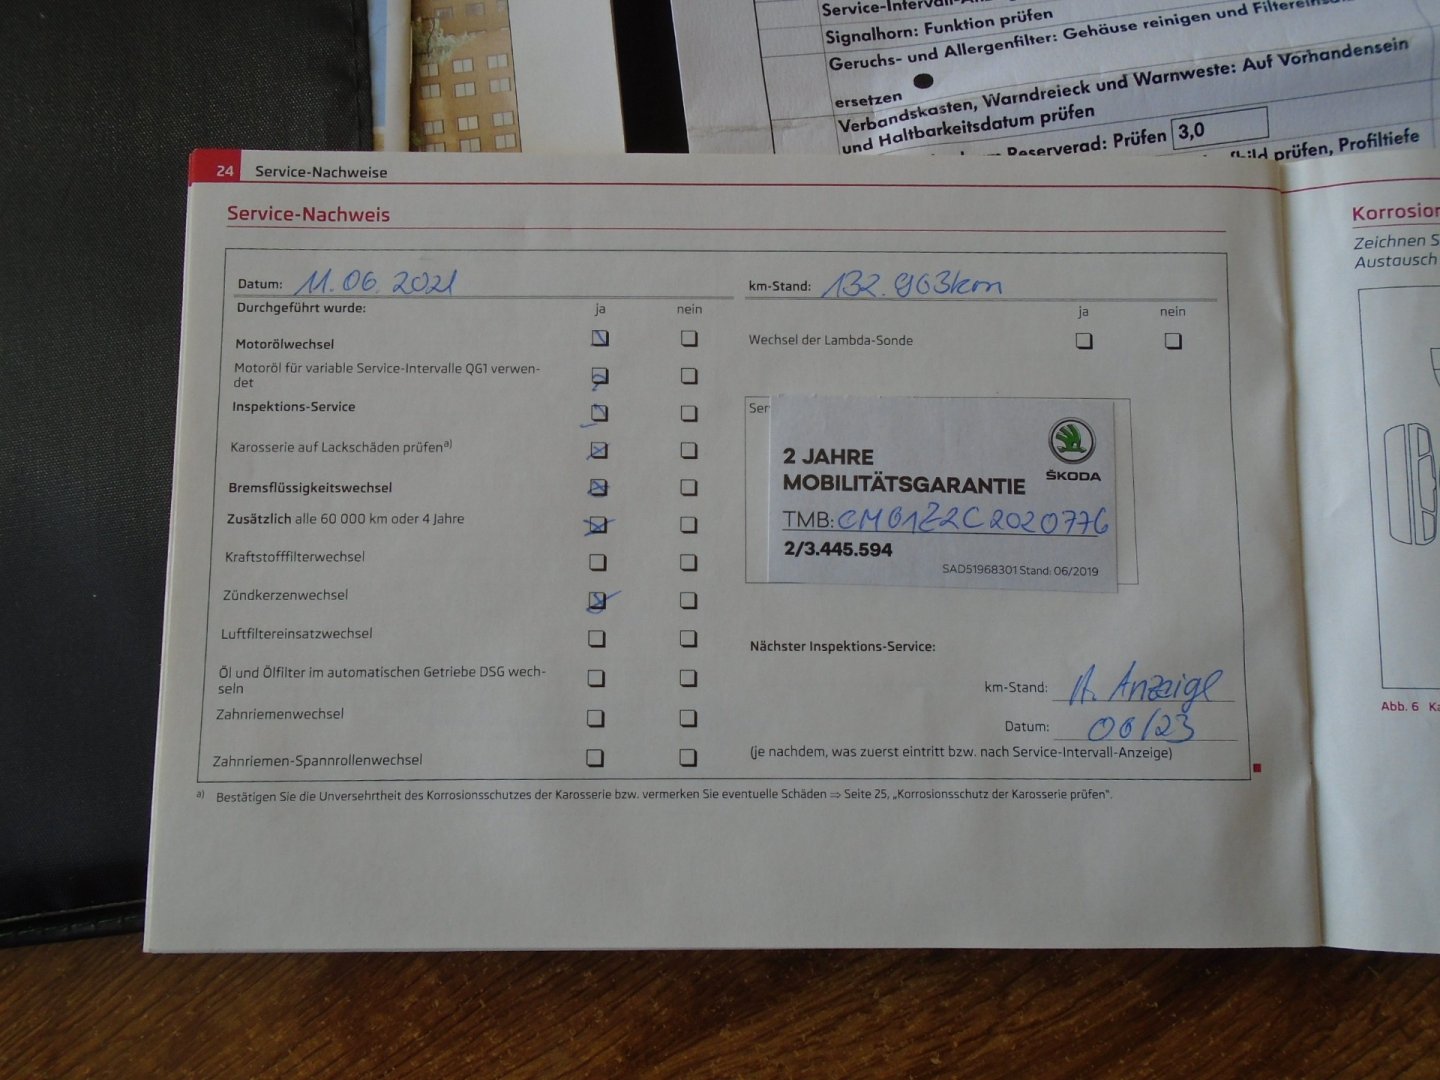 Service-Intervall-
Signalhorn: Funktion prüfen
Geruchs- und Allergenfilter: Gehäuse reinigen und
ersetzen
Verbandskasten, Warndreieck und Warnweste: Auf Vorhandensein
und Haltbarkeitsdatum prüfen
Reserverad: Prüfen 3,0
prüfen, Profiltiefe
24 Service-Nachweise
Service-Nachweis
Datum: 11.06.2021 km-Stand: 132.963km
Durchgeführt wurde: ja nein ja nein
Motorölwechsel Wechsel der Lambda-Sonde
Motoröl für variable Service-Intervalle QG1 verwen-
det
Inspektions-Service
Karosserie auf Lackschäden prüfen a)
Bremsflüssigkeitswechsel
Zusätzlich alle 60 000 km oder 4 Jahre
Kraftstofffilterwechsel
Zündkerzenwechsel
Luftfiltereinsatzwechsel
Öl und Ölfilter im automatischen Getriebe DSG wech-
seln
Zahnriemenwechsel
Zahnriemen-Spannrollenwechsel
Ser
2 JAHRE
MOBILITÄTSGARANTIE
ŠKODA
TMB: CM61Z2C2020776
2/3.445.594
SAD51968301 Stand: 06/2019
Nächster Inspektions-Service:
km-Stand: lt. Anzeige
Datum: 06/23
(je nachdem, was zuerst eintritt bzw. nach Service-Intervall-Anzeige)
a) Bestätigen Sie die Unversehrtheit des Korrosionsschutzes der Karosserie bzw. vermerken Sie eventuelle Schäden ⇒ Seite 25, „Korrosionsschutz der Karosserie prüfen“.
Korrosion
Zeichnen S
Austausch
Abb. 6 Ka